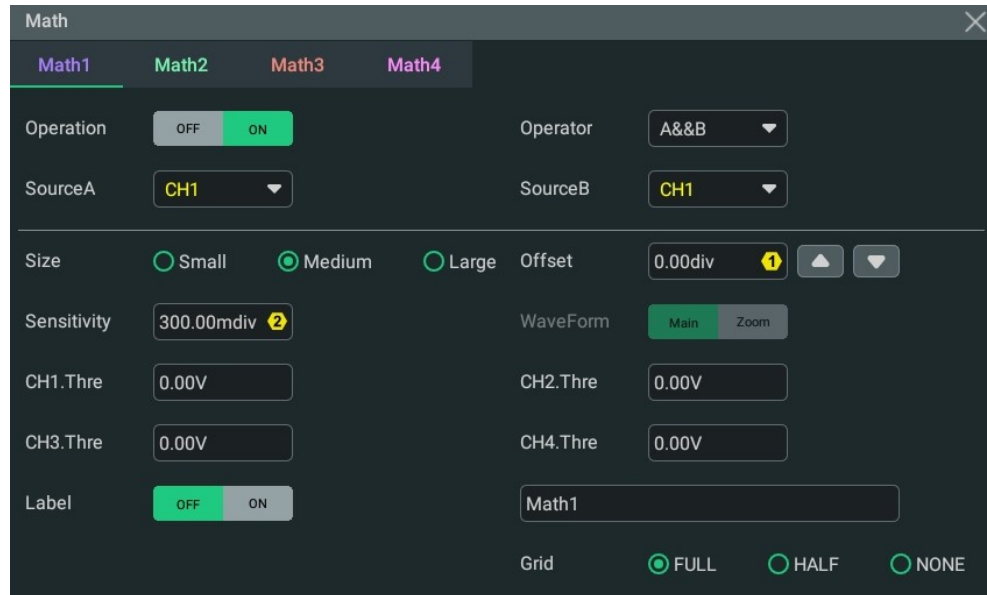 Math
Math1 Math2 Math3 Math4
Operation OFF ON Operator A&&B
SourceA CH1 SourceB CH1
Size Small Medium Large Offset 0.00div 1
Sensitivity 300.00mdiv 2 WaveForm Main Zoom
CH1.Thre 0.00V CH2.Thre 0.00V
CH3.Thre 0.00V CH4.Thre 0.00V
Label OFF ON Math1
Grid FULL HALF NONE